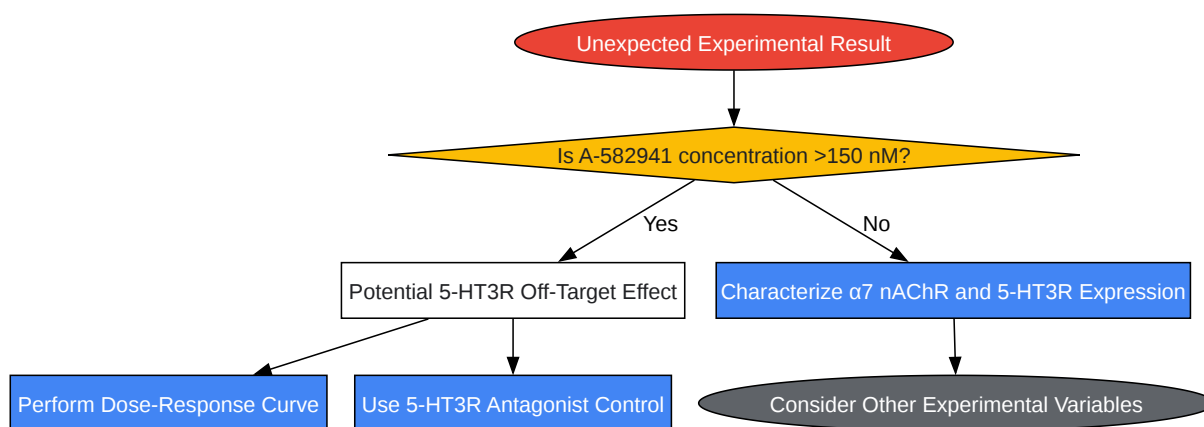 Unexpected Experimental Result
Is A-582941 concentration >150 nM?
Yes
No
Potential 5-HT3R Off-Target Effect
Characterize α7 nAChR and 5-HT3R Expression
Perform Dose-Response Curve
Use 5-HT3R Antagonist Control
Consider Other Experimental Variables